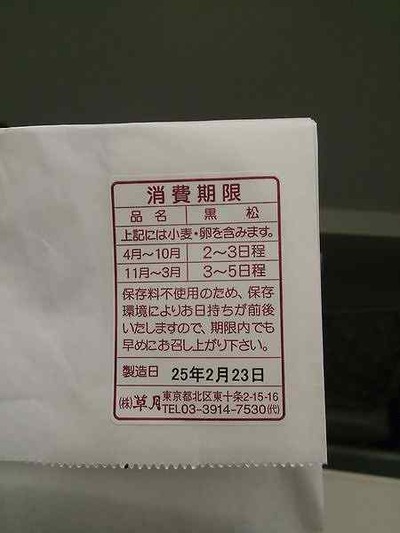 消費期限
品名 黒松
上記には小麦・卵を含みます。
4月〜10月 2〜3日程
11月〜3月 3〜5日程
保存料不使用のため、保存
環境によりお日持ちが前後
いたしますので、期限内でも
早めにお召し上がり下さい。
製造日 25年2月23日
㈱草月 東京都北区東十条2-15-16
TEL03-3914-7530(代)